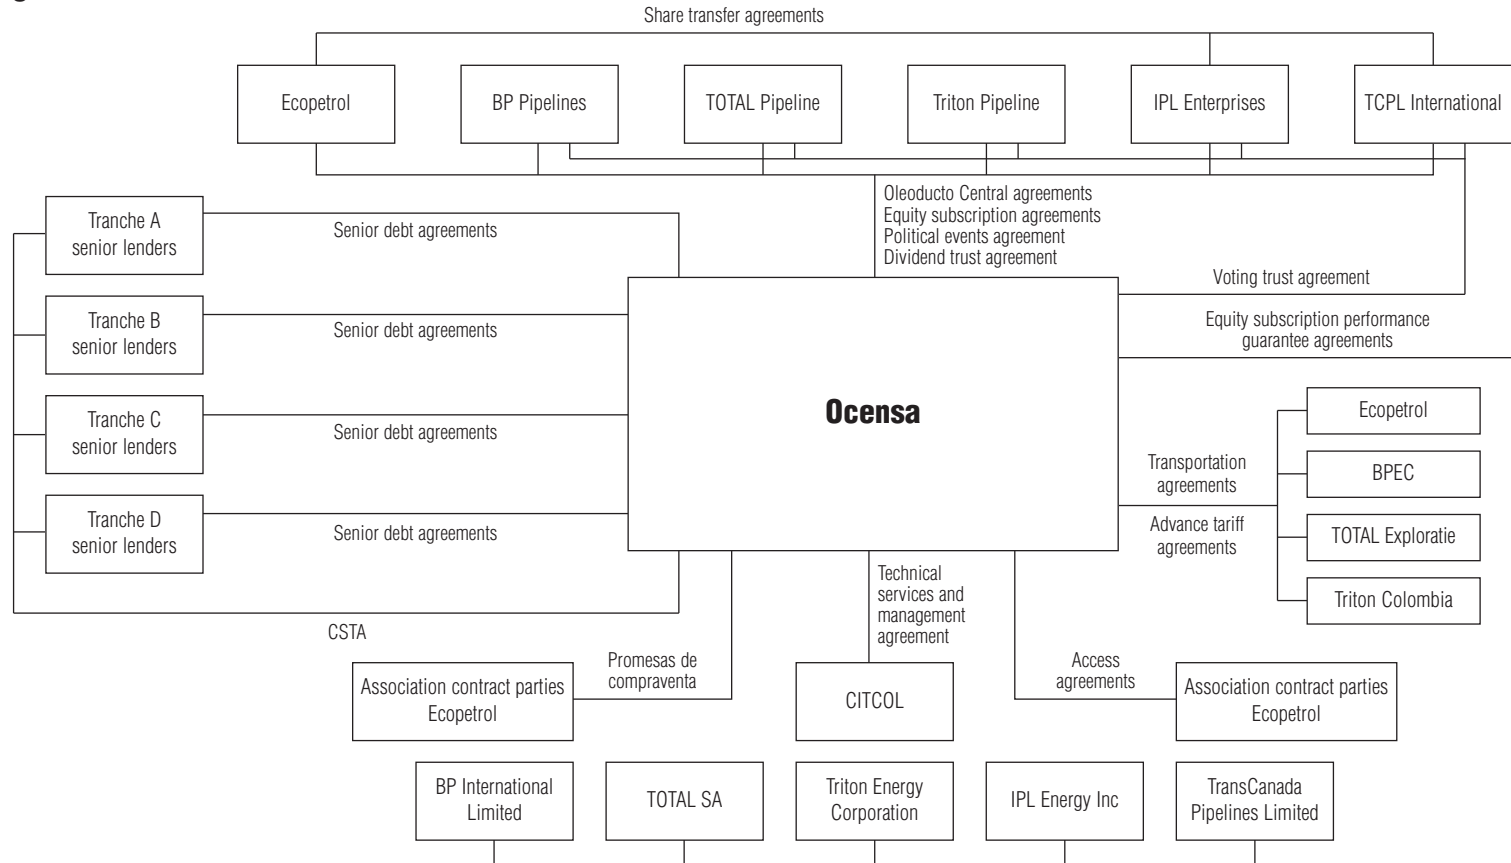 Share transfer agreements
Ecopetrol
BP Pipelines
TOTAL Pipeline
Triton Pipeline
IPL Enterprises
TCPL International
Oleoducto Central agreements
Equity subscription agreements
Political events agreement
Dividend trust agreement
Tranche A
senior lenders
Senior debt agreements
Voting trust agreement
Tranche B
senior lenders
Senior debt agreements
Equity subscription performance
guarantee agreements
Tranche C
senior lenders
Senior debt agreements
Ocensa
Ecopetrol
Transportation
agreements
BPEC
Tranche D
senior lenders
Senior debt agreements
Advance tariff
agreements
TOTAL Exploratie
Triton Colombia
Technical
services and
management
agreement
CSTA
Promesas de
compraventa
Access
agreements
Association contract parties
Ecopetrol
CITCOL
Association contract parties
Ecopetrol
BP International
Limited
TOTAL SA
Triton Energy
Corporation
IPL Energy Inc
TransCanada
Pipelines Limited